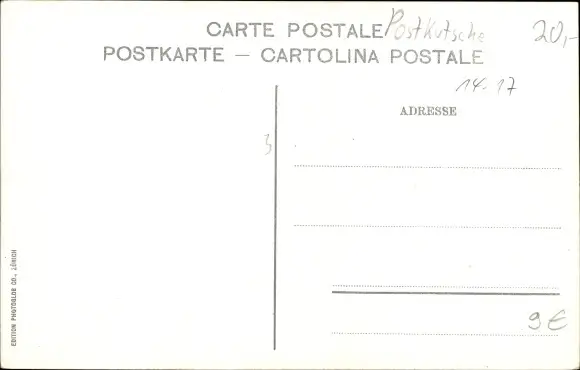 CARTE POSTALE Postkutsche 20,-
POSTKARTE — CARTOLINA POSTALE
14-17
ADRESSE
3
EDITION PHOTOGLOB CO., ZÜRICH
9€